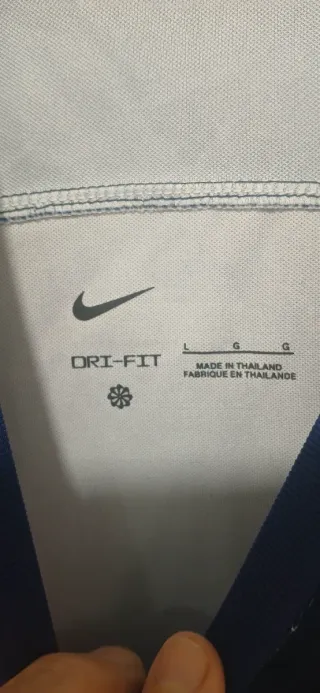 DRI-FIT
L G G
MADE IN THAILAND
FABRIQUE EN THAILANDE